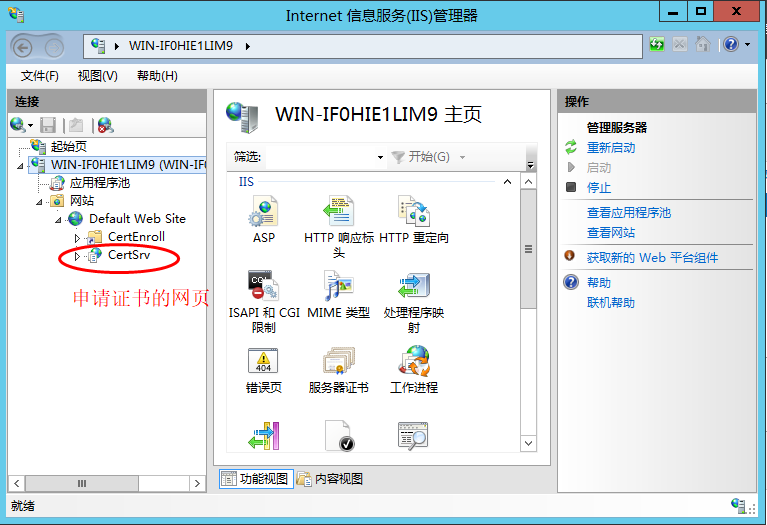 Internet 信息服务(IIS)管理器
WIN-IF0HIE1LIM9
文件(F) 视图(V) 帮助(H)
连接
起始页
WIN-IF0HIE1LIM9 (WIN-IF0
应用程序池
网站
Default Web Site
CertEnroll
CertSrv
申请证书的网页
WIN-IF0HIE1LIM9 主页
筛选: 开始(G)
IIS
ASP
HTTP 响应标头
HTTP 重定向
ISAPI 和 CGI 限制
MIME 类型
处理程序映射
404
错误页
服务器证书
工作进程
功能视图 内容视图
操作
管理服务器
重新启动
启动
停止
查看应用程序池
查看网站
获取新的 Web 平台组件
帮助
联机帮助
就绪